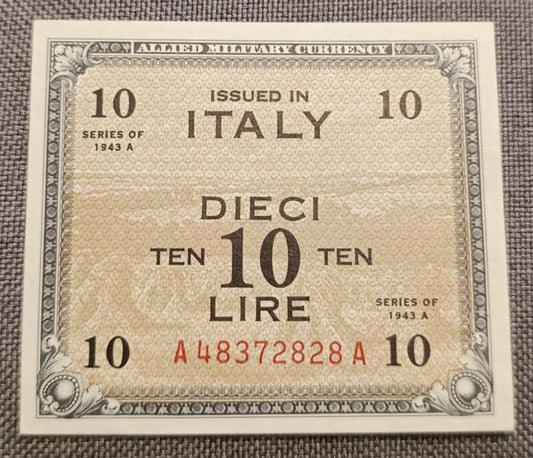 ALLIED MILITARY CURRENCY
10 ISSUED IN 10
SERIES OF ITALY
1943 A
DIECI
TEN 10 TEN
LIRE
SERIES OF
1943 A
10 A48372828A 10